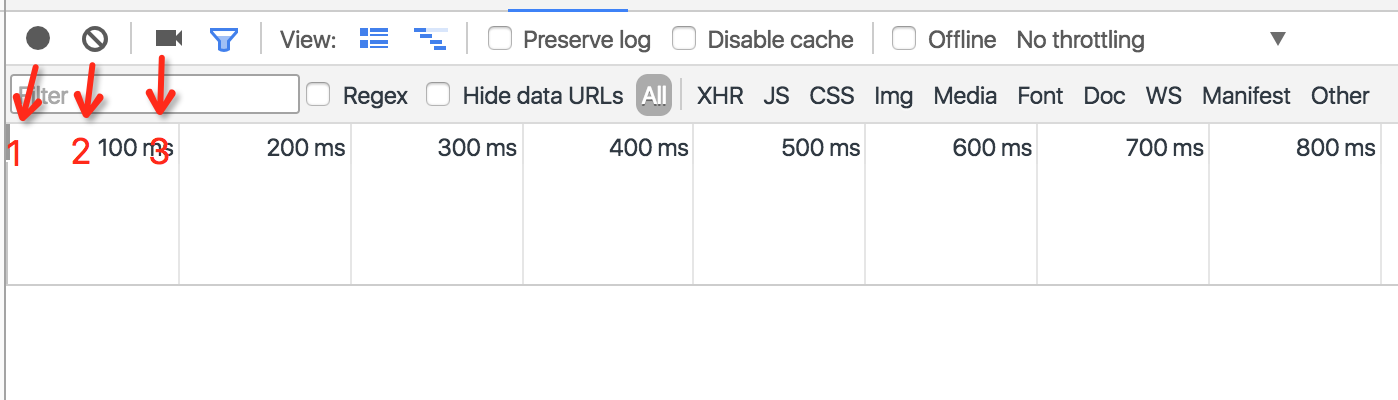 View: Preserve log Disable cache Offline No throttling
Filter Regex Hide data URLs All XHR JS CSS Img Media Font Doc WS Manifest Other
1 2 100 ms 3 200 ms 300 ms 400 ms 500 ms 600 ms 700 ms 800 ms